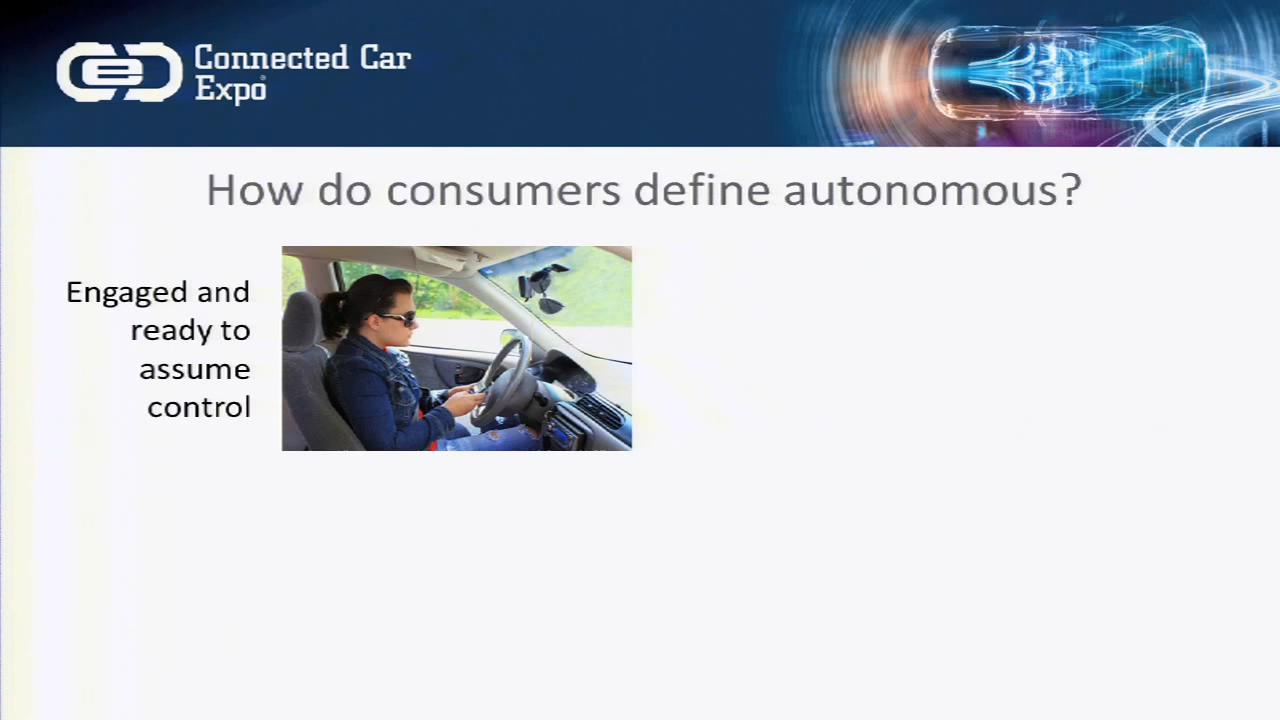 Connected Car
Expo
How do consumers define autonomous?
Engaged and
ready to
assume
control